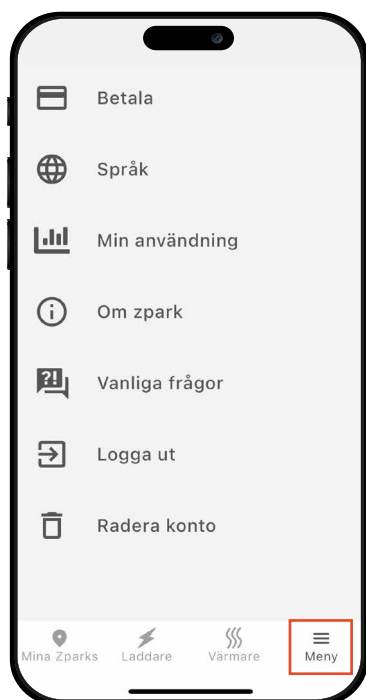 Betala
Språk
Min användning
Om zpark
Vanliga frågor
Logga ut
Radera konto
Mina Zparks
Laddare
Värmare
Meny